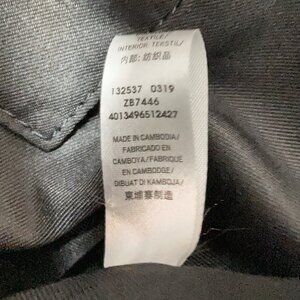 TEXTILE/
INTERIOR TEKSTIL/
内部: 纺织品
132537 0319
ZB7446
4013496512427
MADE IN CAMBODIA/
FABRICADO EN
CAMBOYA/FABRIQUE
EN CAMBODGE/
DIBUAT DI KAMBOJA/
柬埔寨制造